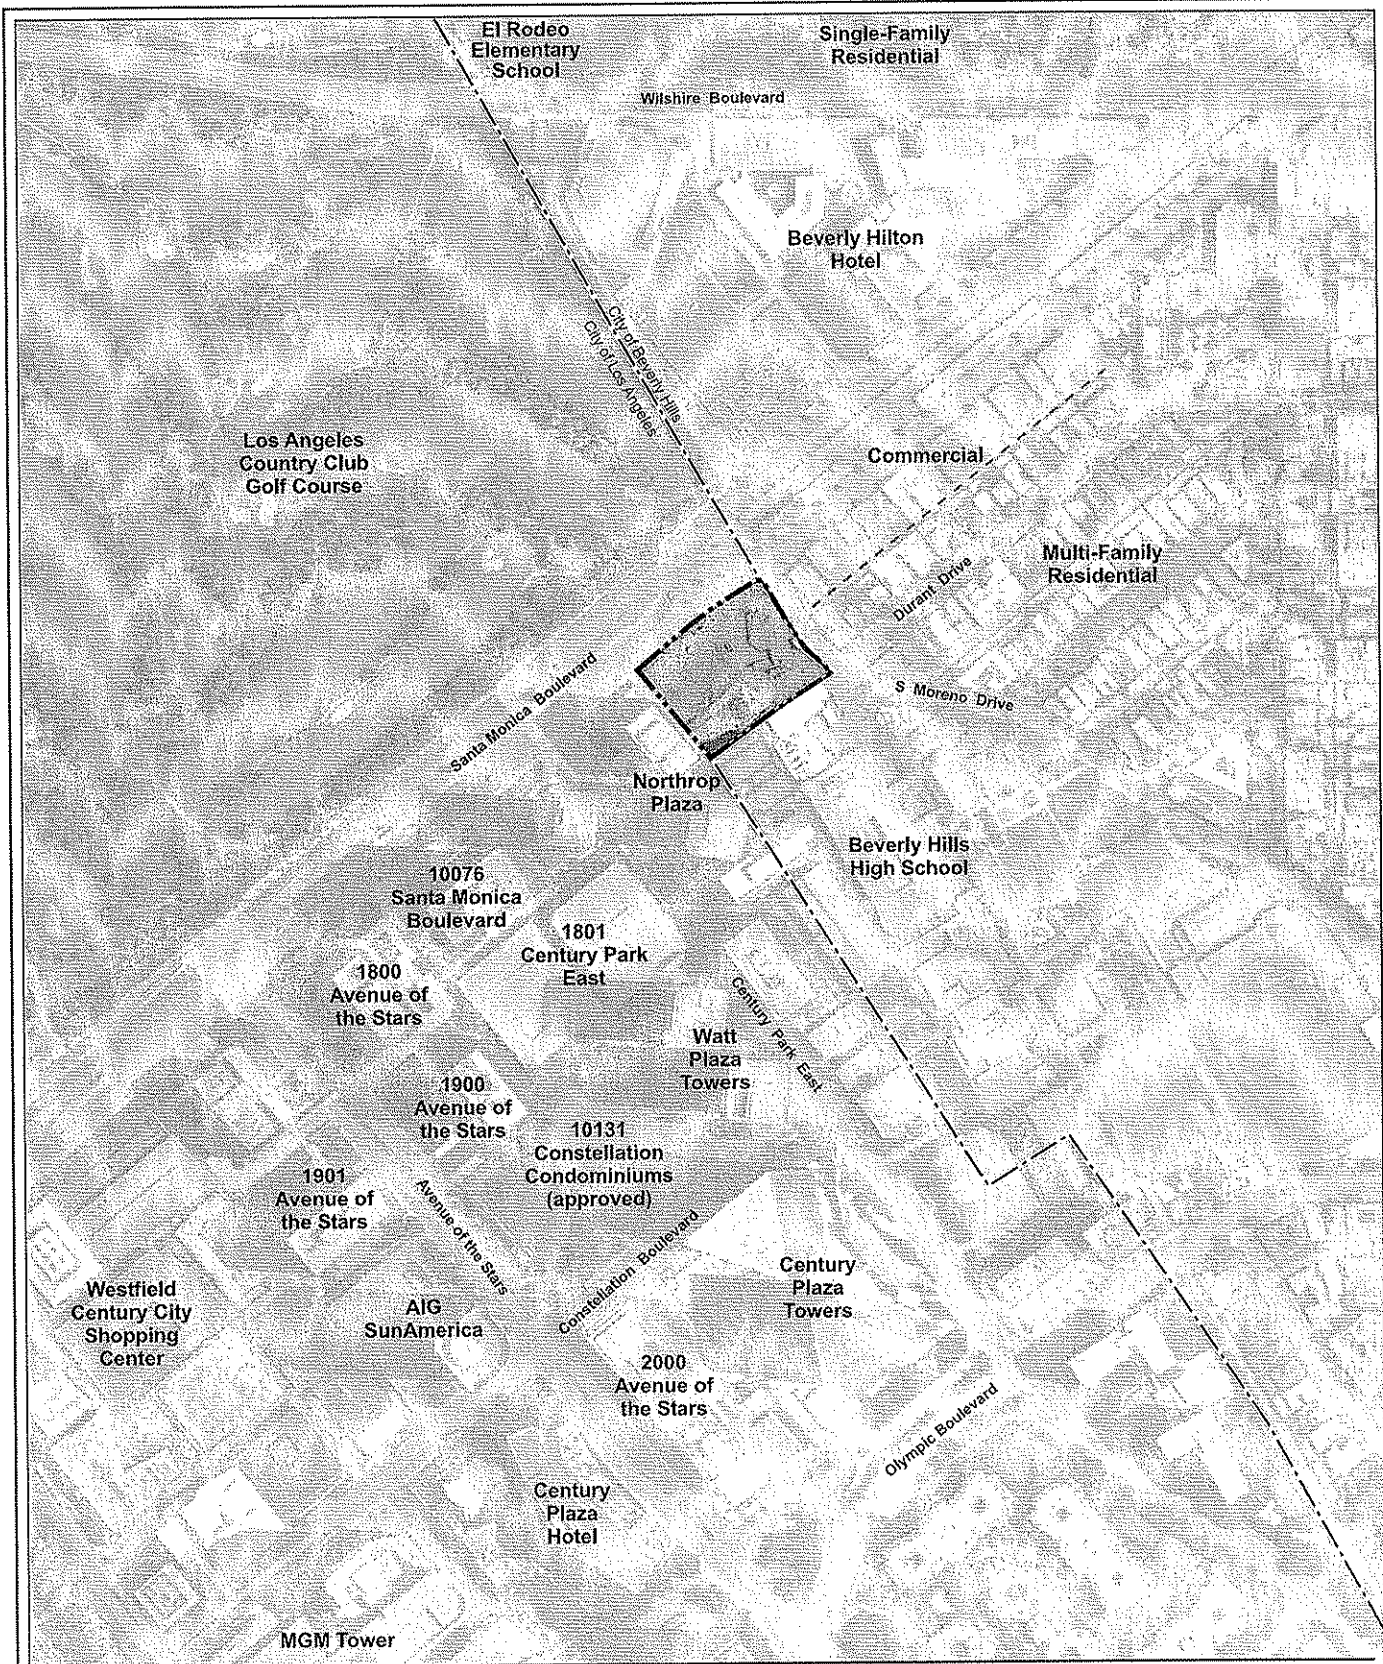 El Rodeo
Elementary
School
Single-Family
Residential
Wilshire Boulevard
Beverly Hilton
Hotel
City of Beverly Hills
City of Los Angeles
Los Angeles
Country Club
Golf Course
Commercial
Multi-Family
Residential
Durant Drive
Santa Monica Boulevard
S Moreno Drive
Northrop
Plaza
Beverly Hills
High School
10076
Santa Monica
Boulevard
1801
Century Park
East
1800
Avenue of
the Stars
Century Park East
Watt
Plaza
Towers
1900
Avenue of
the Stars
10131
Constellation
Condominiums
(approved)
1901
Avenue of
the Stars
Avenue of the Stars
Constellation Boulevard
Century
Plaza
Towers
Westfield
Century City
Shopping
Center
AIG
SunAmerica
2000
Avenue of
the Stars
Olympic Boulevard
Century
Plaza
Hotel
MGM Tower